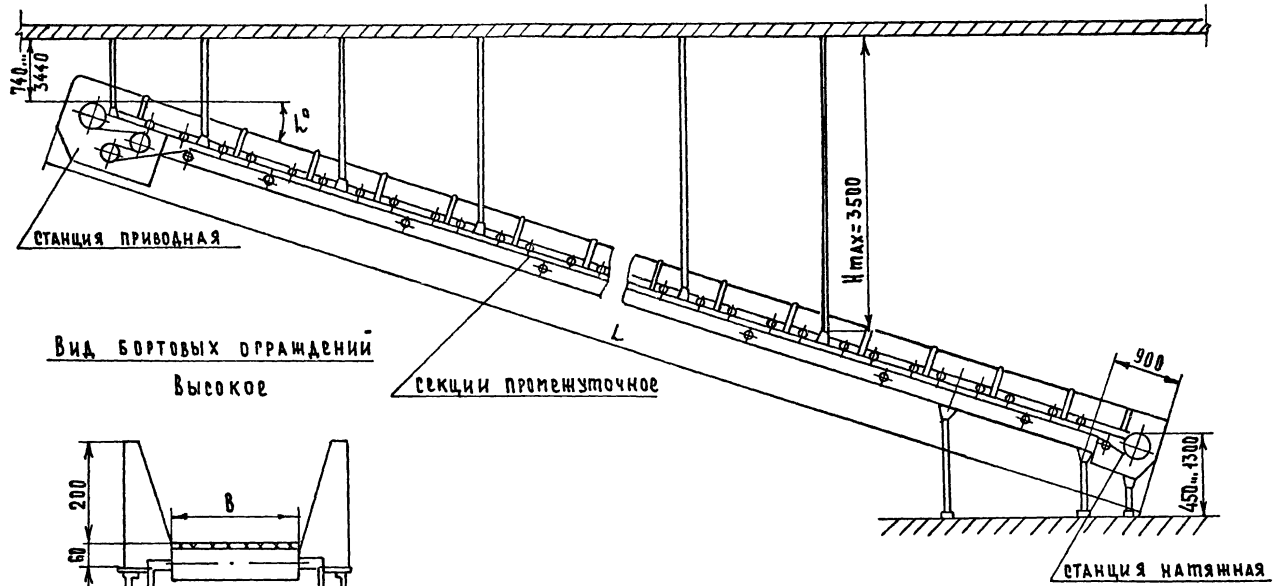 740...
3440
L°
СТАНЦИЯ ПРИВОДНАЯ
Hmax=3500
L
ВИД БОРТОВЫХ ОГРАЖДЕНИЙ
ВЫСОКОЕ
СЕКЦИИ ПРОМЕЖУТОЧНОЕ
900
200
В
60
450...1300
СТАНЦИЯ НАТЯЖНАЯ